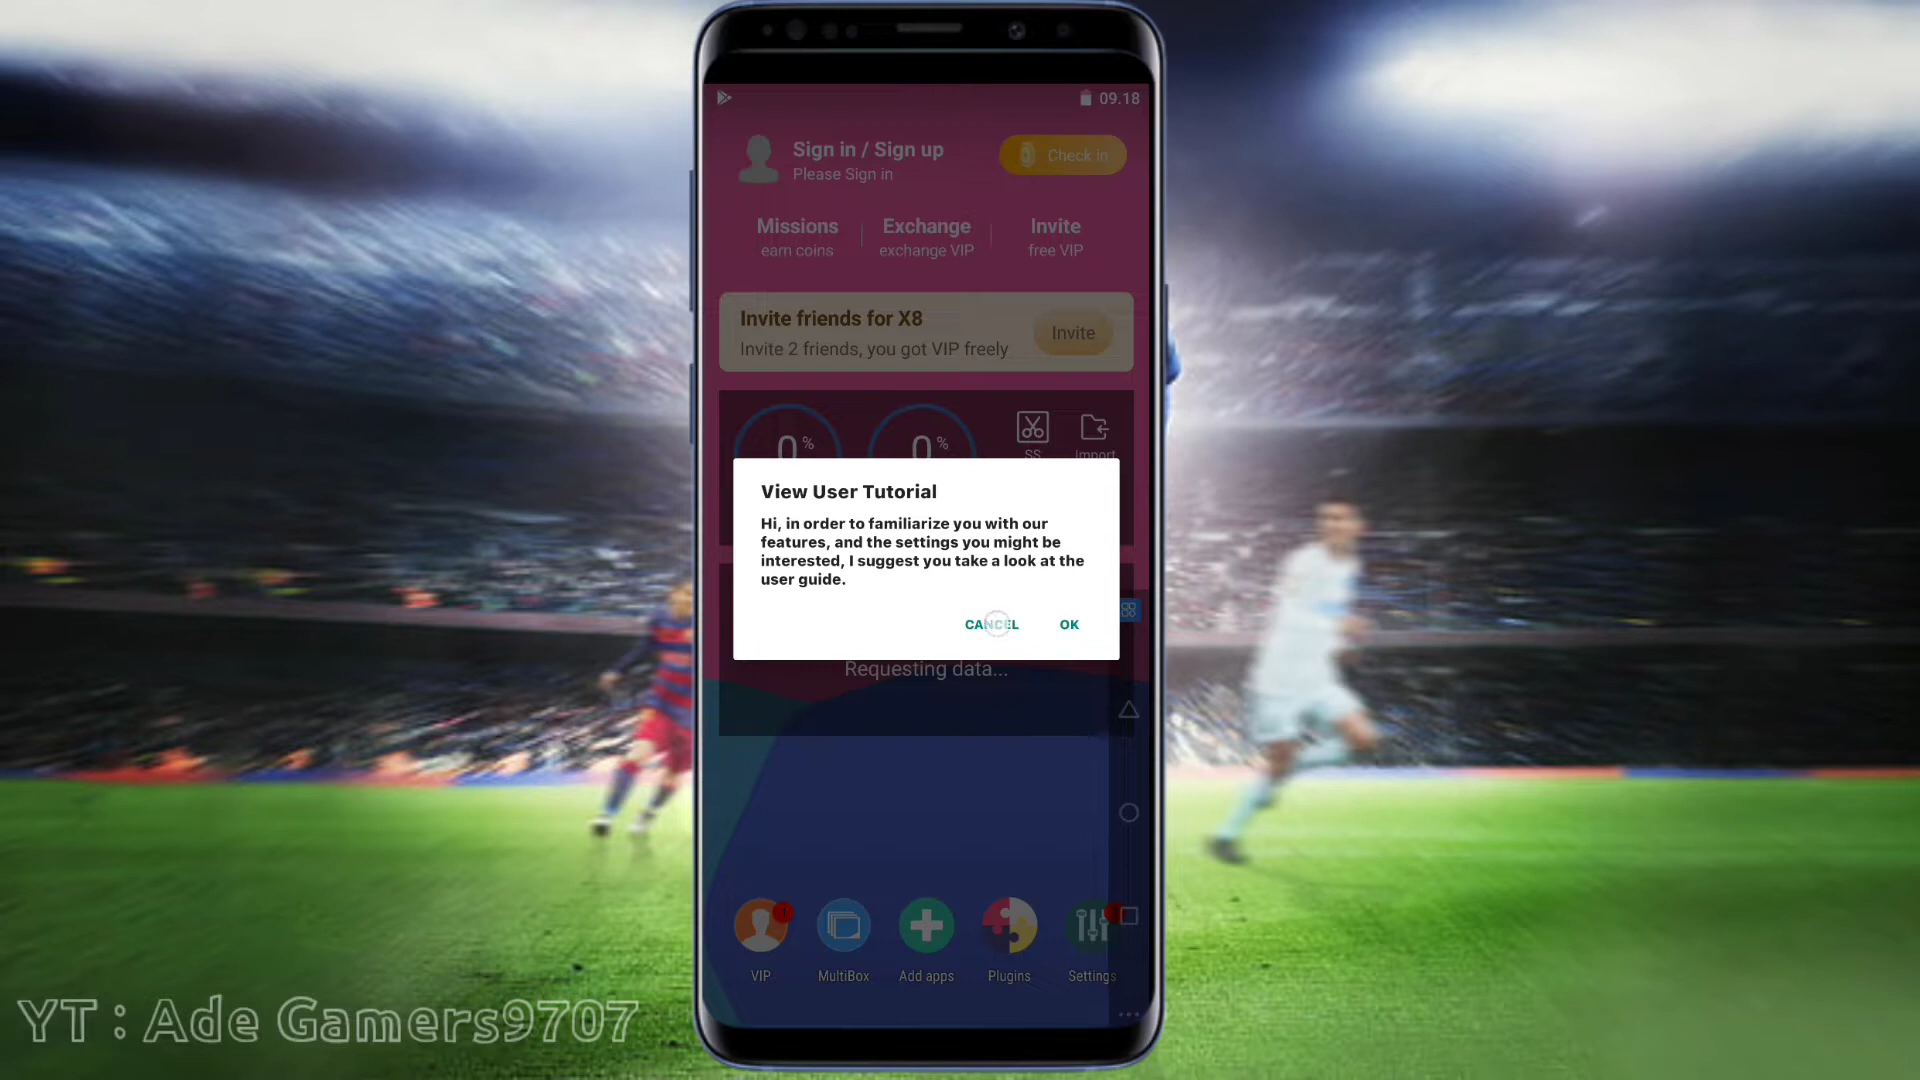 09.18
Sign in / Sign up
Please Sign in
Check in
Missions
earn coins
Exchange
exchange VIP
Invite
free VIP
Invite friends for X8
Invite 2 friends, you got VIP freely
Invite
0%
0%
SS
Import
View User Tutorial
Hi, in order to familiarize you with our
features, and the settings you might be
interested, I suggest you take a look at the
user guide.
CANCEL
OK
Requesting data...
VIP
MultiBox
Add apps
Plugins
Settings
YT : Ade Gamers9707